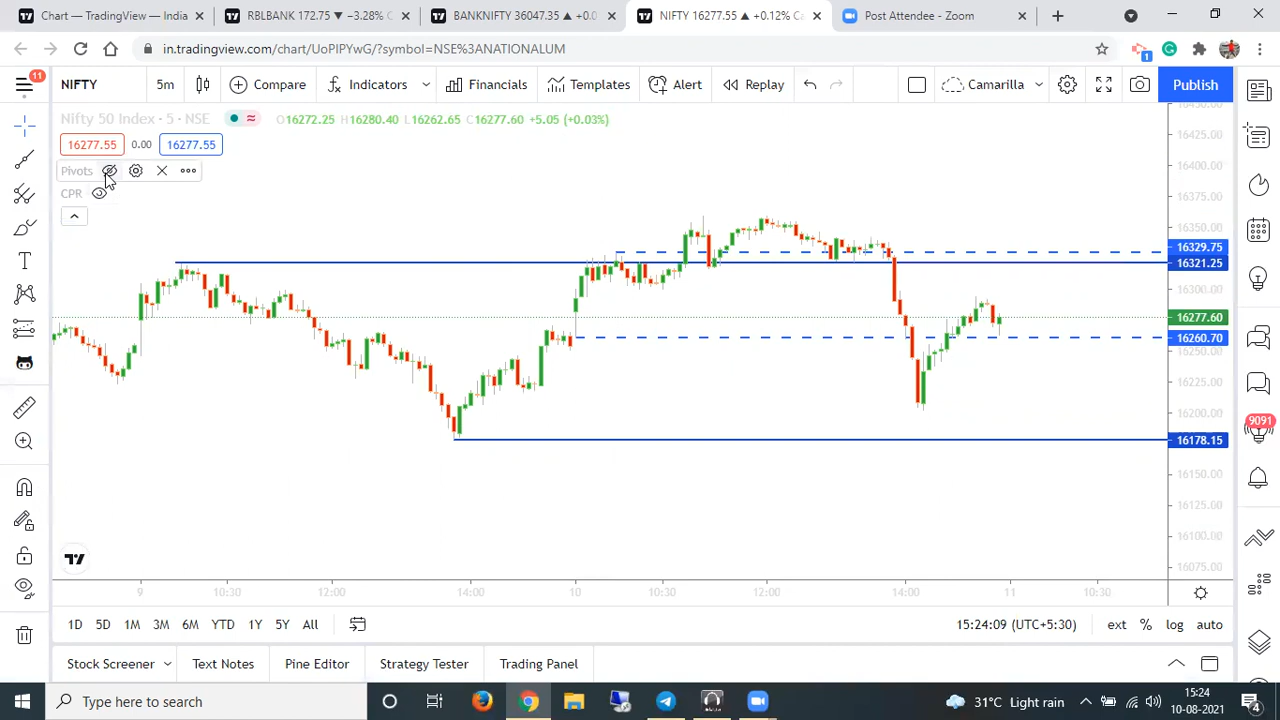 Chart — TradingView — India
RBLBANK 172.75 ▼ −3.28% C
BANKNIFTY 36047.35 ▲ +0.0
NIFTY 16277.55 ▲ +0.12% Ca
Post Attendee - Zoom
in.tradingview.com/chart/UoPIPYwG/?symbol=NSE%3ANATIONALUM
1
11
NIFTY
5m
Compare
Indicators
Financials
Templates
Alert
Replay
Camarilla
Publish
Nifty 50 Index · 5 · NSE
O16272.25 H16280.40 L16262.65 C16277.60 +5.05 (+0.03%)
16277.55 0.00 16277.55
Pivots
CPR
16450.00
16425.00
16400.00
16375.00
16350.00
16329.75
16321.25
16300.00
16277.60
16260.70
16250.00
16225.00
16200.00
16178.15
16150.00
16125.00
16100.00
16075.00
9091
9 10:30 12:00 14:00 10 10:30 12:00 14:00 11 10:30
1D 5D 1M 3M 6M YTD 1Y 5Y All
15:24:09 (UTC+5:30) ext % log auto
Stock Screener Text Notes Pine Editor Strategy Tester Trading Panel
Type here to search
31°C Light rain
15:24
10-08-2021
4